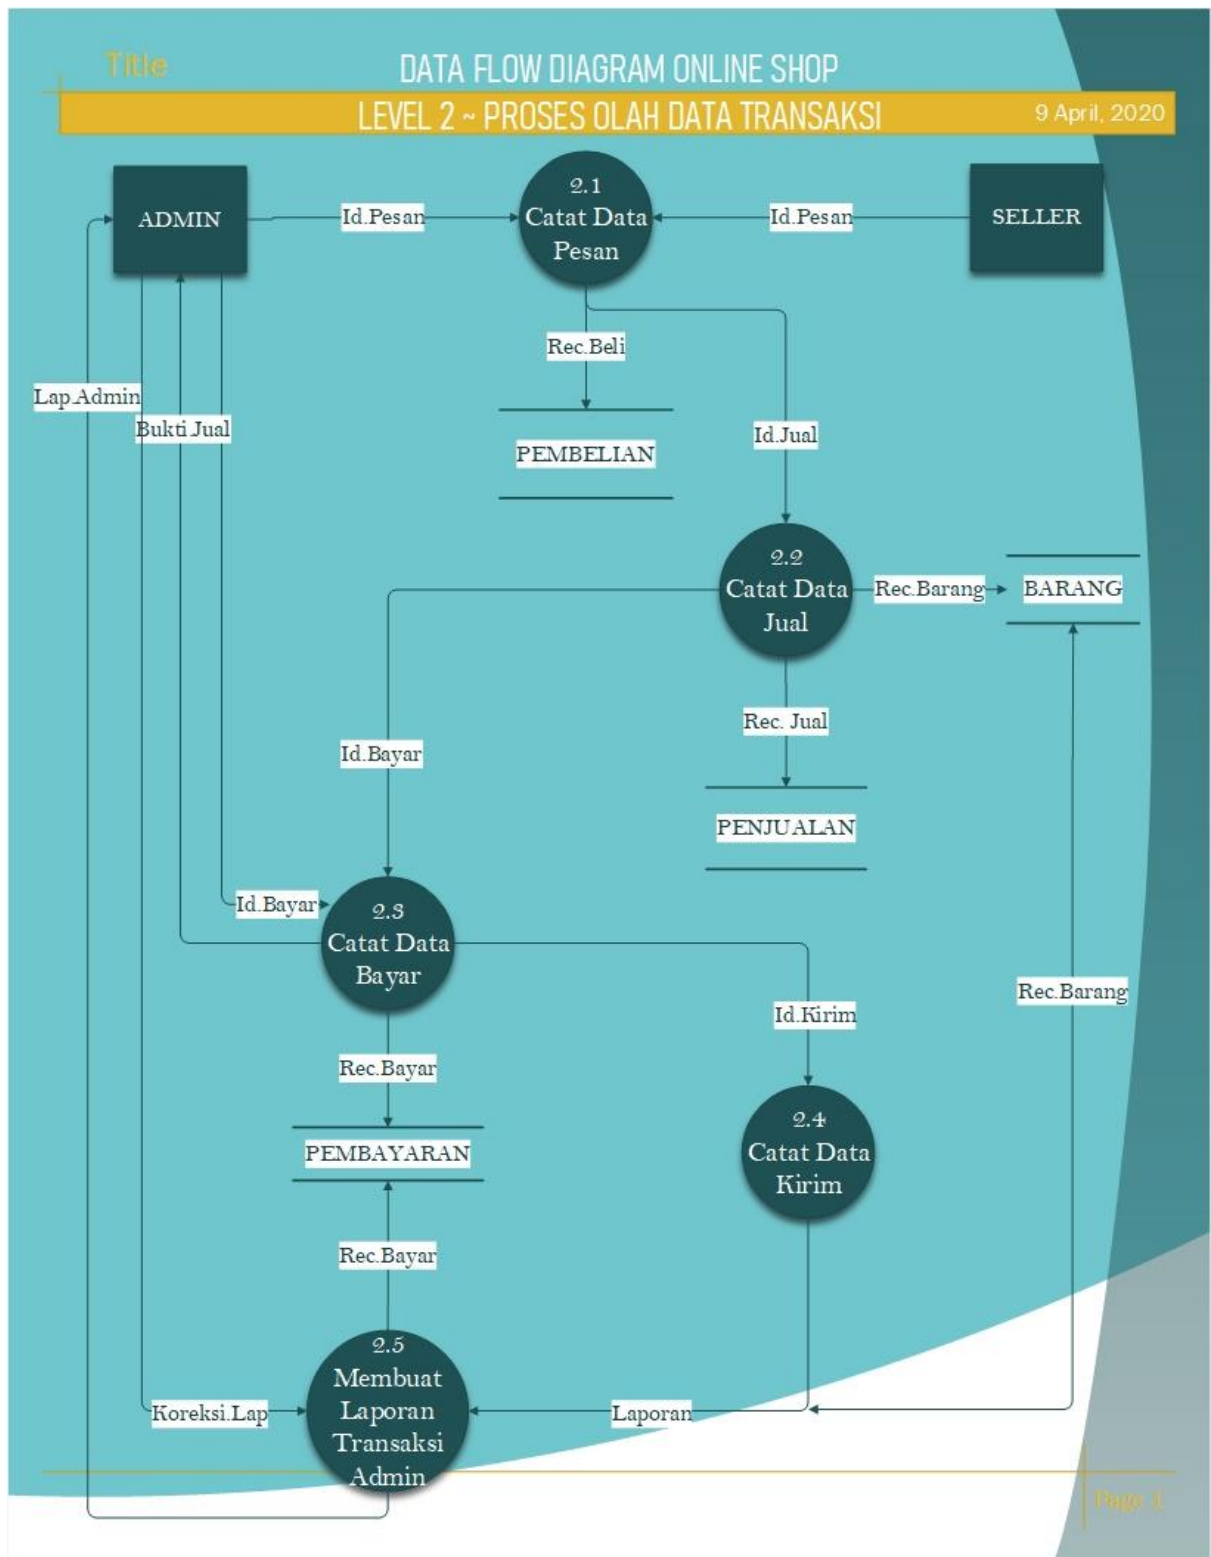 Title
DATA FLOW DIAGRAM ONLINE SHOP
LEVEL 2 ~ PROSES OLAH DATA TRANSAKSI
9 April, 2020
ADMIN
Id.Pesan
2.1
Catat Data
Pesan
Id.Pesan
SELLER
Rec.Beli
Lap.Admin
Bukti.Jual
Id.Jual
PEMBELIAN
2.2
Catat Data
Jual
Rec.Barang
BARANG
Rec. Jual
Id.Bayar
PENJUALAN
Id.Bayar
2.3
Catat Data
Bayar
Rec.Barang
Id.Kirim
Rec.Bayar
2.4
Catat Data
Kirim
PEMBAYARAN
Rec.Bayar
2.5
Membuat
Laporan
Transaksi
Admin
Koreksi.Lap
Laporan
Page 1